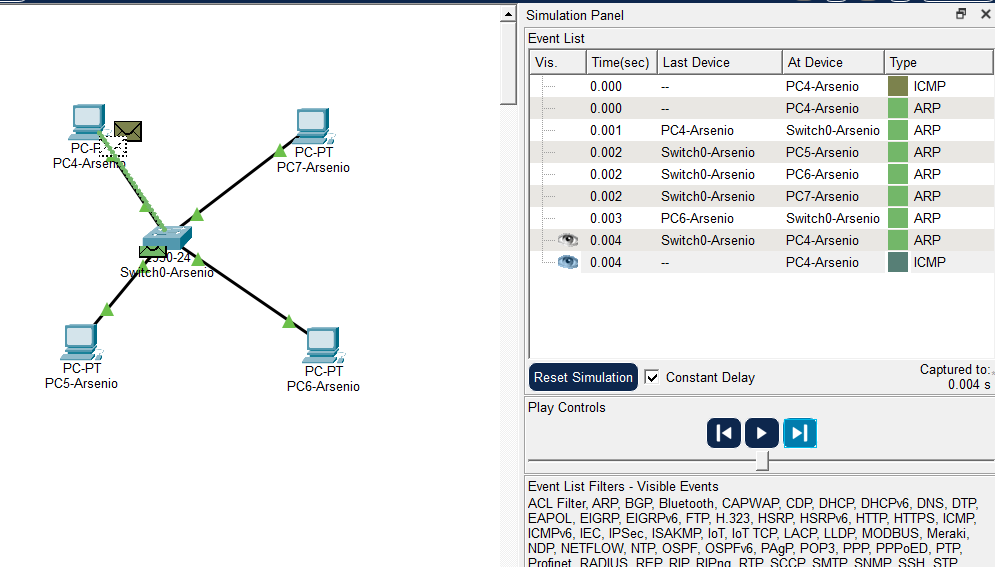 PC-PT
PC4-Arsenio
PC-PT
PC7-Arsenio
2950-24
Switch0-Arsenio
PC-PT
PC5-Arsenio
PC-PT
PC6-Arsenio
Simulation Panel
Event List
Vis. Time(sec) Last Device At Device Type
0.000 -- PC4-Arsenio ICMP
0.000 -- PC4-Arsenio ARP
0.001 PC4-Arsenio Switch0-Arsenio ARP
0.002 Switch0-Arsenio PC5-Arsenio ARP
0.002 Switch0-Arsenio PC6-Arsenio ARP
0.002 Switch0-Arsenio PC7-Arsenio ARP
0.003 PC6-Arsenio Switch0-Arsenio ARP
0.004 Switch0-Arsenio PC4-Arsenio ARP
0.004 -- PC4-Arsenio ICMP
Reset Simulation Constant Delay
Captured to:
0.004 s
Play Controls
Event List Filters - Visible Events
ACL Filter, ARP, BGP, Bluetooth, CAPWAP, CDP, DHCP, DHCPv6, DNS, DTP,
EAPOL, EIGRP, EIGRPv6, FTP, H.323, HSRP, HSRPv6, HTTP, HTTPS, ICMP,
ICMPv6, IEC, IPSec, ISAKMP, IoT, IoT TCP, LACP, LLDP, MODBUS, Meraki,
NDP, NETFLOW, NTP, OSPF, OSPFv6, PAgP, POP3, PPP, PPPoED, PTP,
Profinet, RADIUS, REP, RIP, RIPng, RTP, SCCP, SMTP, SNMP, SSH, STP,